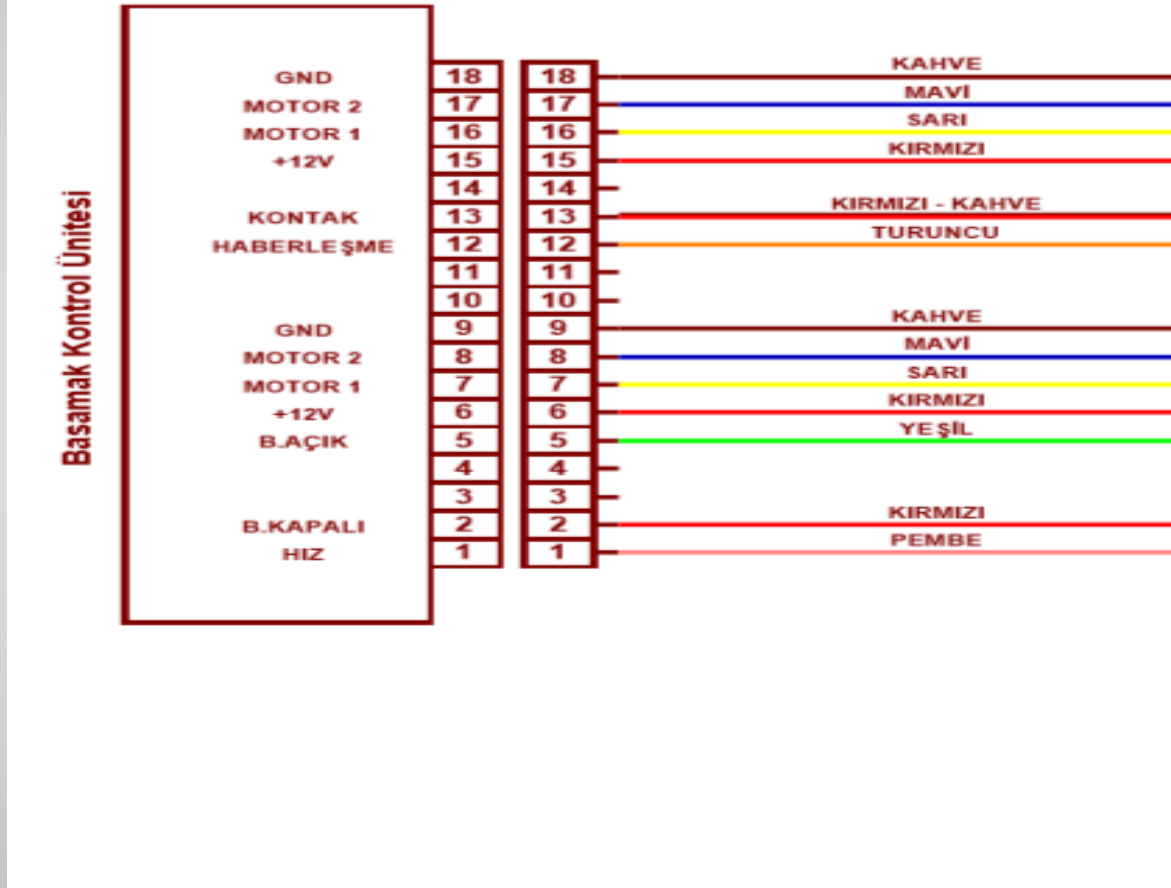 Basamak Kontrol Ünitesi
GND 18 18 KAHVE
MOTOR 2 17 17 MAVİ
MOTOR 1 16 16 SARI
+12V 15 15 KIRMIZI
14 14
KONTAK 13 13 KIRMIZI - KAHVE
HABERLEŞME 12 12 TURUNCU
11 11
10 10
GND 9 9 KAHVE
MOTOR 2 8 8 MAVİ
MOTOR 1 7 7 SARI
+12V 6 6 KIRMIZI
B.AÇIK 5 5 YEŞİL
4 4
3 3
B.KAPALI 2 2 KIRMIZI
HIZ 1 1 PEMBE